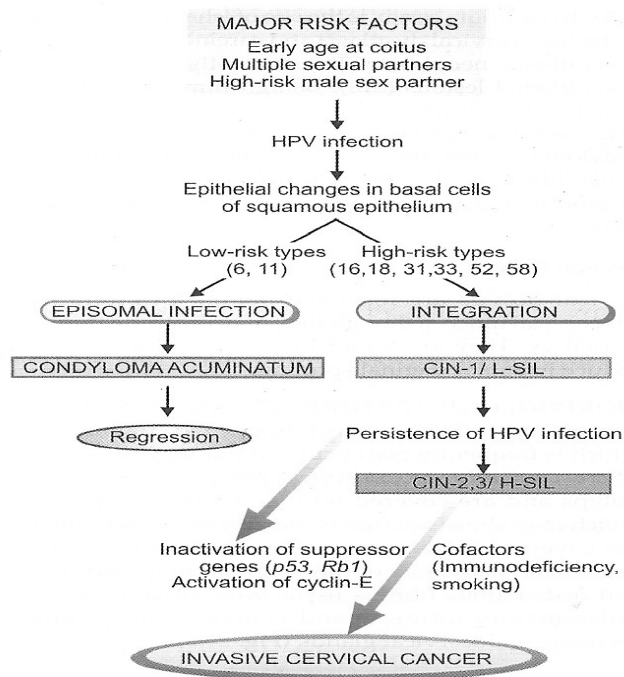 MAJOR RISK FACTORS
Early age at coitus
Multiple sexual partners
High-risk male sex partner
HPV infection
Epithelial changes in basal cells
of squamous epithelium
Low-risk types
(6, 11)
High-risk types
(16,18, 31,33, 52, 58)
EPISOMAL INFECTION
INTEGRATION
CONDYLOMA ACUMINATUM
CIN-1/ L-SIL
Regression
Persistence of HPV infection
CIN-2,3/ H-SIL
Inactivation of suppressor
genes (p53, Rb1)
Activation of cyclin-E
Cofactors
(Immunodeficiency,
smoking)
INVASIVE CERVICAL CANCER